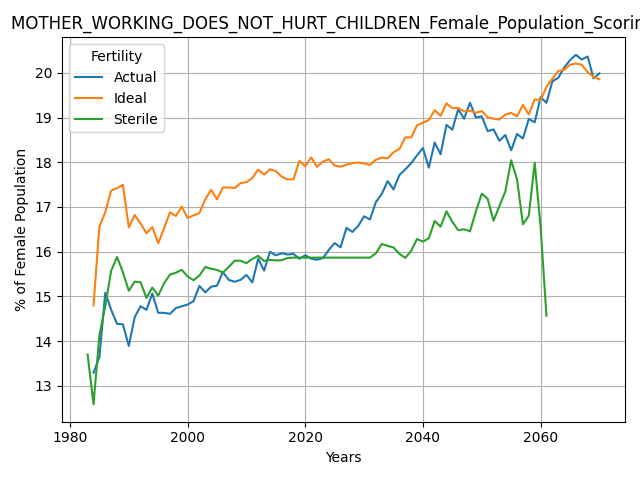 MOTHER_WORKING_DOES_NOT_HURT_CHILDREN_Female_Population_Scorin
Fertility
Actual
Ideal
Sterile
% of Female Population
20
19
18
17
16
15
14
13
1980
2000
2020
2040
2060
Years